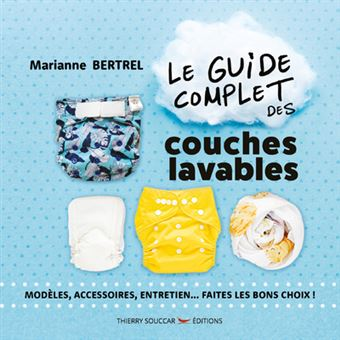 Marianne BERTREL
LE GUIDE
COMPLET
DES
couches
lavables
MODÈLES, ACCESSOIRES, ENTRETIEN... FAITES LES BONS CHOIX !
THIERRY SOUCCAR ÉDITIONS